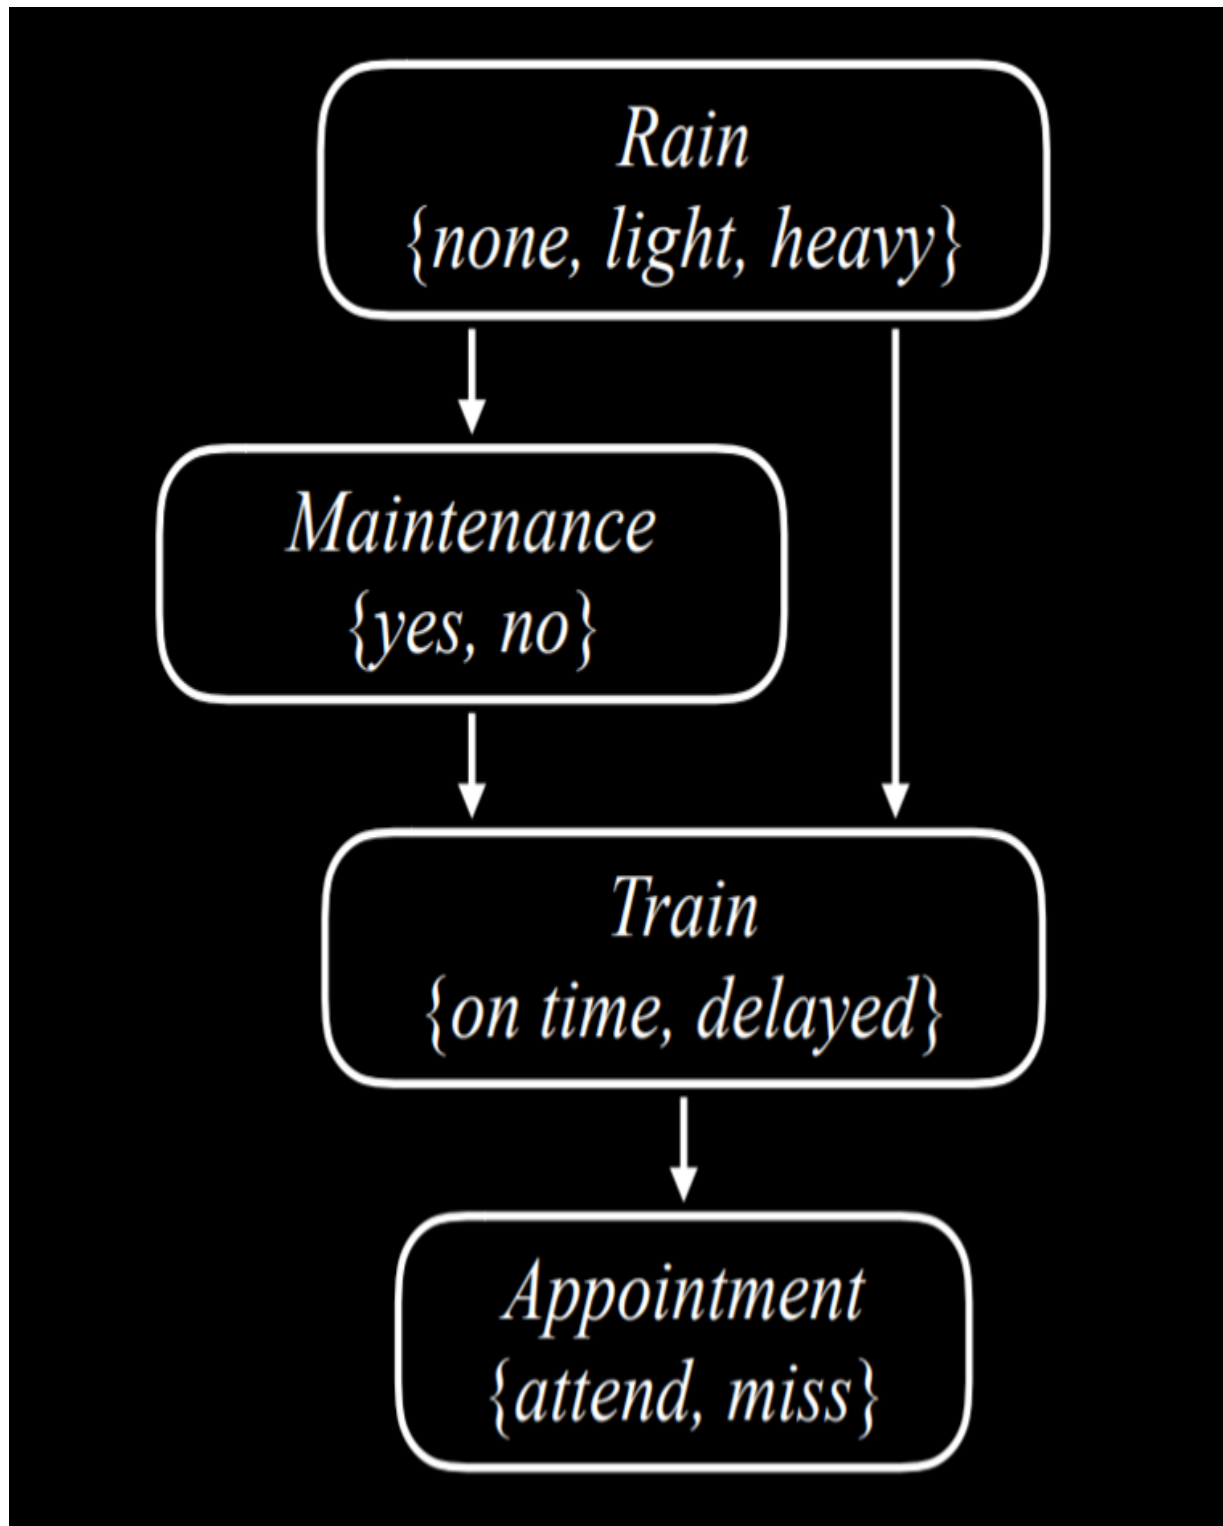 Rain
{none, light, heavy}
Maintenance
{yes, no}
Train
{on time, delayed}
Appointment
{attend, miss}